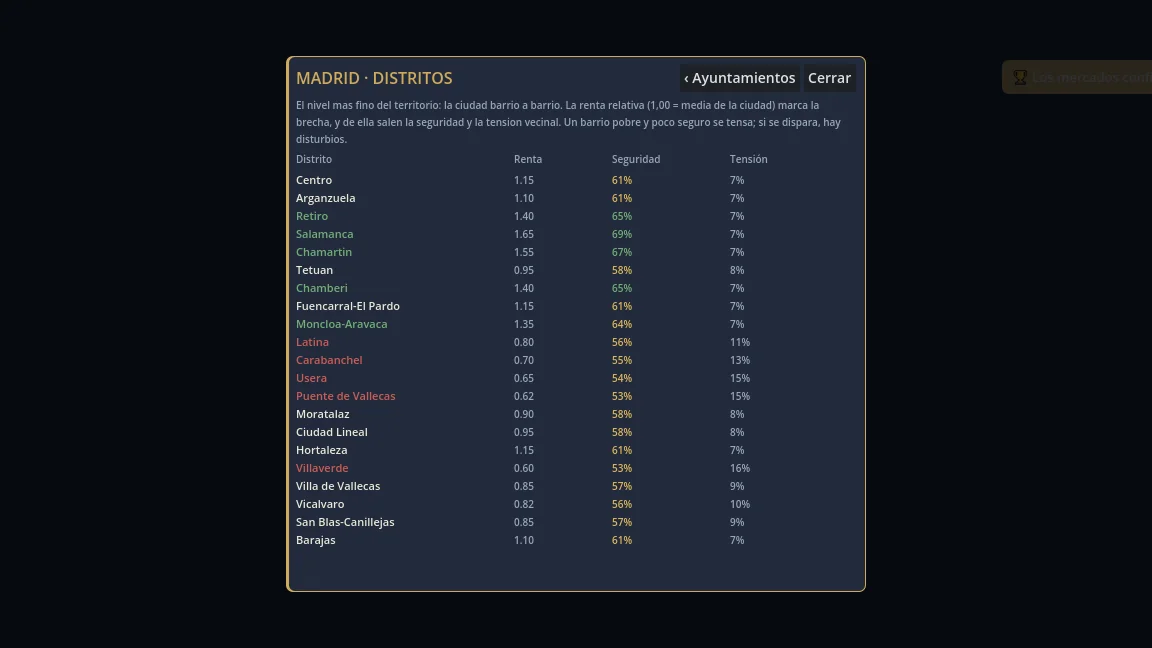 MADRID · DISTRITOS
‹ Ayuntamientos
Cerrar
Los mercados confi
El nivel mas fino del territorio: la ciudad barrio a barrio. La renta relativa (1,00 = media de la ciudad) marca la
brecha, y de ella salen la seguridad y la tension vecinal. Un barrio pobre y poco seguro se tensa; si se dispara, hay
disturbios.
Distrito Renta Seguridad Tensión
Centro 1.15 61% 7%
Arganzuela 1.10 61% 7%
Retiro 1.40 65% 7%
Salamanca 1.65 69% 7%
Chamartin 1.55 67% 7%
Tetuan 0.95 58% 8%
Chamberi 1.40 65% 7%
Fuencarral-El Pardo 1.15 61% 7%
Moncloa-Aravaca 1.35 64% 7%
Latina 0.80 56% 11%
Carabanchel 0.70 55% 13%
Usera 0.65 54% 15%
Puente de Vallecas 0.62 53% 15%
Moratalaz 0.90 58% 8%
Ciudad Lineal 0.95 58% 8%
Hortaleza 1.15 61% 7%
Villaverde 0.60 53% 16%
Villa de Vallecas 0.85 57% 9%
Vicalvaro 0.82 56% 10%
San Blas-Canillejas 0.85 57% 9%
Barajas 1.10 61% 7%